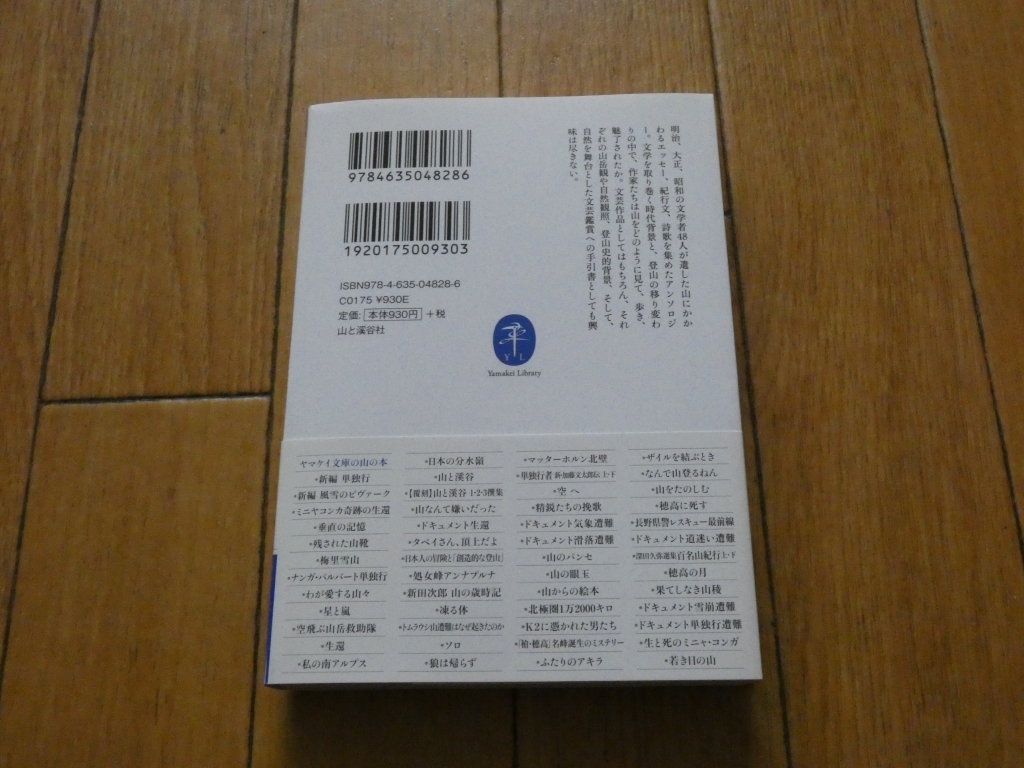 9784635048286
1920175009303
ISBN978-4-635-04828-6
C0175 ¥930E
定価: 本体930円 +税
山と溪谷社
明治、大正、昭和の文学者48人が遺した山にかか
わるエッセー、紀行文、詩歌を集めたアンソロジ
ー。文学を取り巻く時代背景と、登山の移り変わ
りの中で、作家たちは山をどのように見て、歩き、
魅了されたか。文芸作品としてはもちろん、それ
ぞれの山岳観や自然観照、登山史的背景、そして、
自然を舞台とした文芸鑑賞への手引書としても興
味は尽きない。
Y L
Yamakei Library
ヤマケイ文庫の山の本
*新編 単独行
*新編 風雪のビヴァーク
*ミニヤコンカ奇跡の生還
*垂直の記憶
*残された山靴
*梅里雪山
*ナンガ・パルバート単独行
*わが愛する山々
*星と嵐
*空飛ぶ山岳救助隊
*生還
*私の南アルプス
*日本の分水嶺
*山と溪谷
*【覆刻】山と溪谷 1・2・3撰集
*山なんて嫌いだった
*ドキュメント生還
*タベイさん、頂上だよ
*日本人の冒険と「創造的な登山」
*処女峰アンナプルナ
*新田次郎 山の歳時記
*凍る体
*トムラウシ山遭難はなぜ起きたのか
*ソロ
*狼は帰らず
*マッターホルン北壁
*単独行者 新・加藤文太郎伝 上・下
*空へ
*精鋭たちの挽歌
*ドキュメント気象遭難
*ドキュメント滑落遭難
*山のパンセ
*山の眼玉
*山からの絵本
*北極圏1万2000キロ
*K2に憑かれた男たち
*「槍・穂高」名峰誕生のミステリー
*ふたりのアキラ
*ザイルを結ぶとき
*なんで山登るねん
*山をたのしむ
*穂高に死す
*長野県警レスキュー最前線
*ドキュメント道迷い遭難
*深田久弥選集 百名山紀行 上・下
*穂高の月
*果てしなき山稜
*ドキュメント雪崩遭難
*ドキュメント単独行遭難
*生と死のミニャ・コンガ
*若き日の山